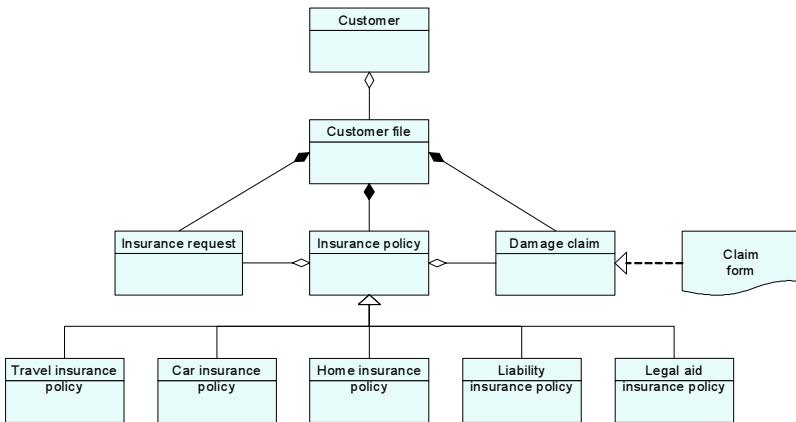 Customer
Customer file
Insurance request
Insurance policy
Damage claim
Claim
form
Travel insurance
policy
Car insurance
policy
Home insurance
policy
Liability
insurance policy
Legal aid
insurance policy